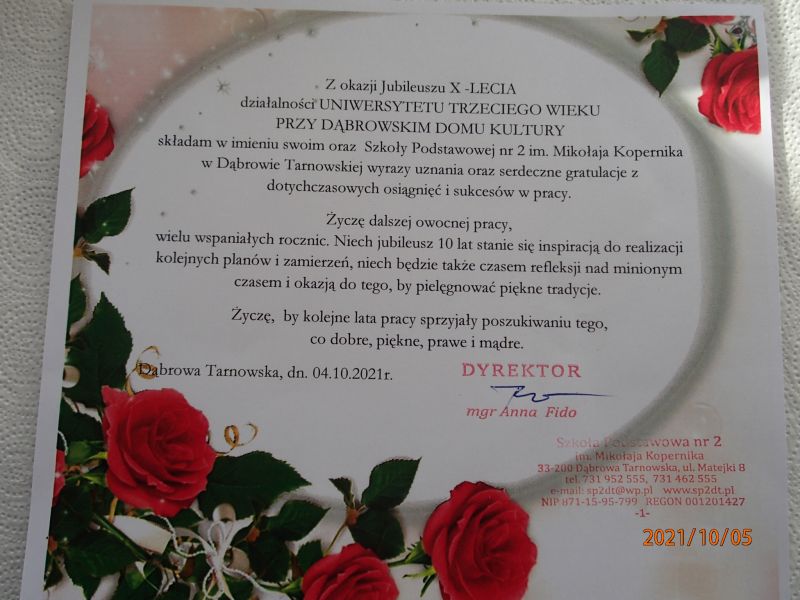 Z okazji Jubileuszu X -LECIA
działalności UNIWERSYTETU TRZECIEGO WIEKU
PRZY DĄBROWSKIM DOMU KULTURY
składam w imieniu swoim oraz Szkoły Podstawowej nr 2 im. Mikołaja Kopernika
w Dąbrowie Tarnowskiej wyrazy uznania oraz serdeczne gratulacje z
dotychczasowych osiągnięć i sukcesów w pracy.
Życzę dalszej owocnej pracy,
wielu wspaniałych rocznic. Niech jubileusz 10 lat stanie się inspiracją do realizacji
kolejnych planów i zamierzeń, niech będzie także czasem refleksji nad minionym
czasem i okazją do tego, by pielęgnować piękne tradycje.
Życzę, by kolejne lata pracy sprzyjały poszukiwaniu tego,
co dobre, piękne, prawe i mądre.
Dąbrowa Tarnowska, dn. 04.10.2021r.
DYREKTOR
mgr Anna Fido
Szkoła Podstawowa nr 2
im. Mikołaja Kopernika
33-200 Dąbrowa Tarnowska, ul. Matejki 8
tel. 731 952 555, 731 462 555
e-mail: sp2dt@wp.pl www.sp2dt.pl
NIP 871-15-95-799 REGON 001201427
-1-
2021/10/05